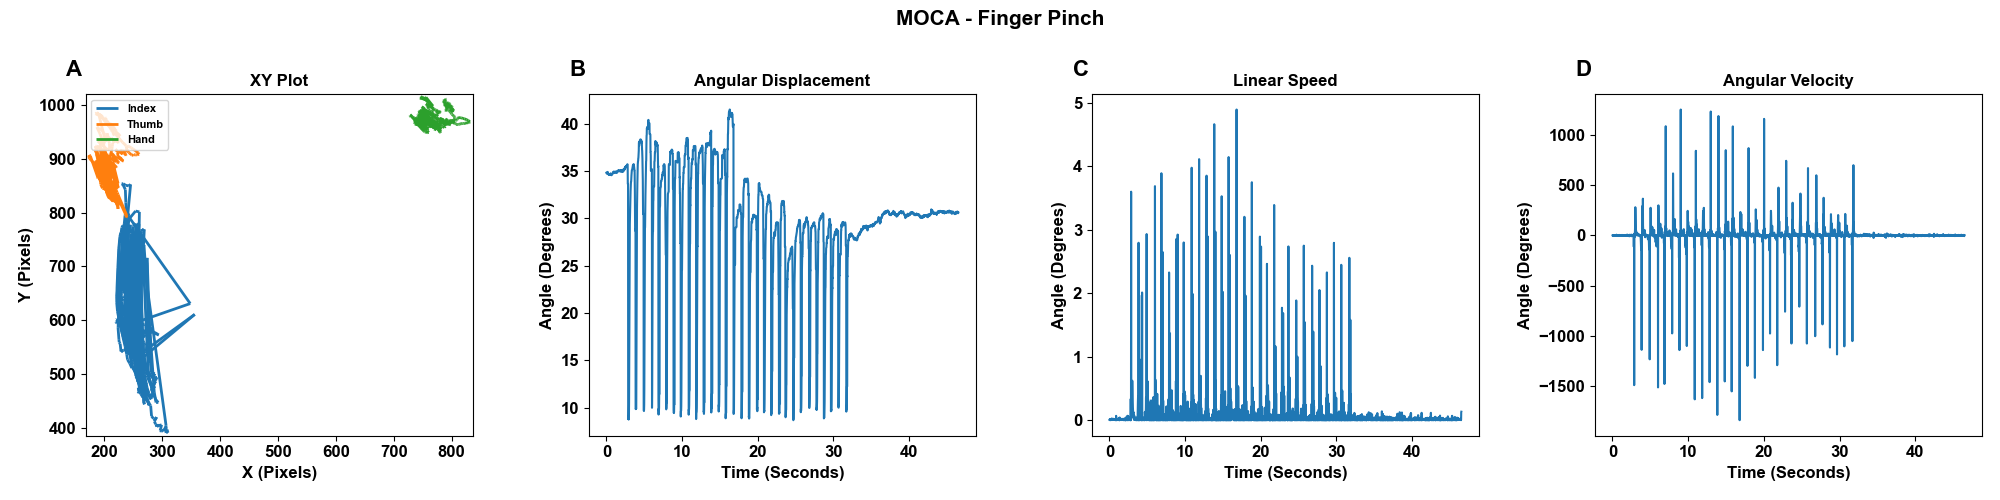 MOCA - Finger Pinch
A
XY Plot
Index
Thumb
Hand
1000
900
800
700
600
500
400
Y (Pixels)
200 300 400 500 600 700 800
X (Pixels)
B
Angular Displacement
40
35
30
25
20
15
10
Angle (Degrees)
0 10 20 30 40
Time (Seconds)
C
Linear Speed
5
4
3
2
1
0
Angle (Degrees)
0 10 20 30 40
Time (Seconds)
D
Angular Velocity
1000
500
0
−500
−1000
−1500
Angle (Degrees)
0 10 20 30 40
Time (Seconds)